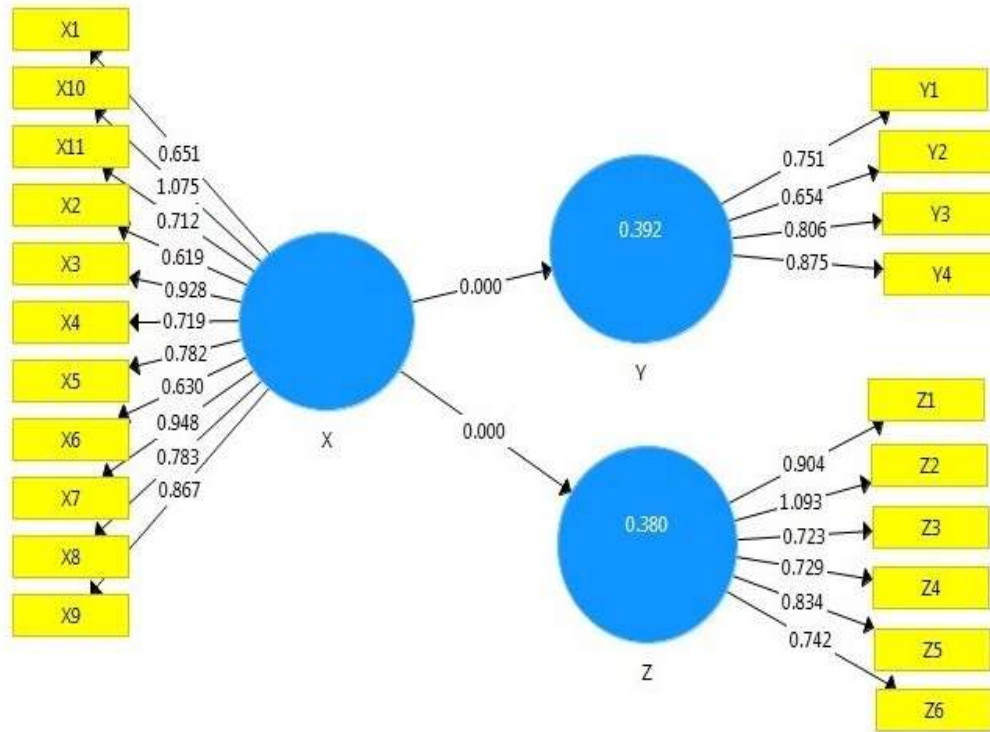 X1
X10
X11
X2
X3
X4
X5
X6
X7
X8
X9
0.651
1.075
0.712
0.619
0.928
0.719
0.782
0.630
0.948
0.783
0.867
X
0.000
0.000
0.392
Y
0.751
0.654
0.806
0.875
Y1
Y2
Y3
Y4
0.380
Z
0.904
1.093
0.723
0.729
0.834
0.742
Z1
Z2
Z3
Z4
Z5
Z6